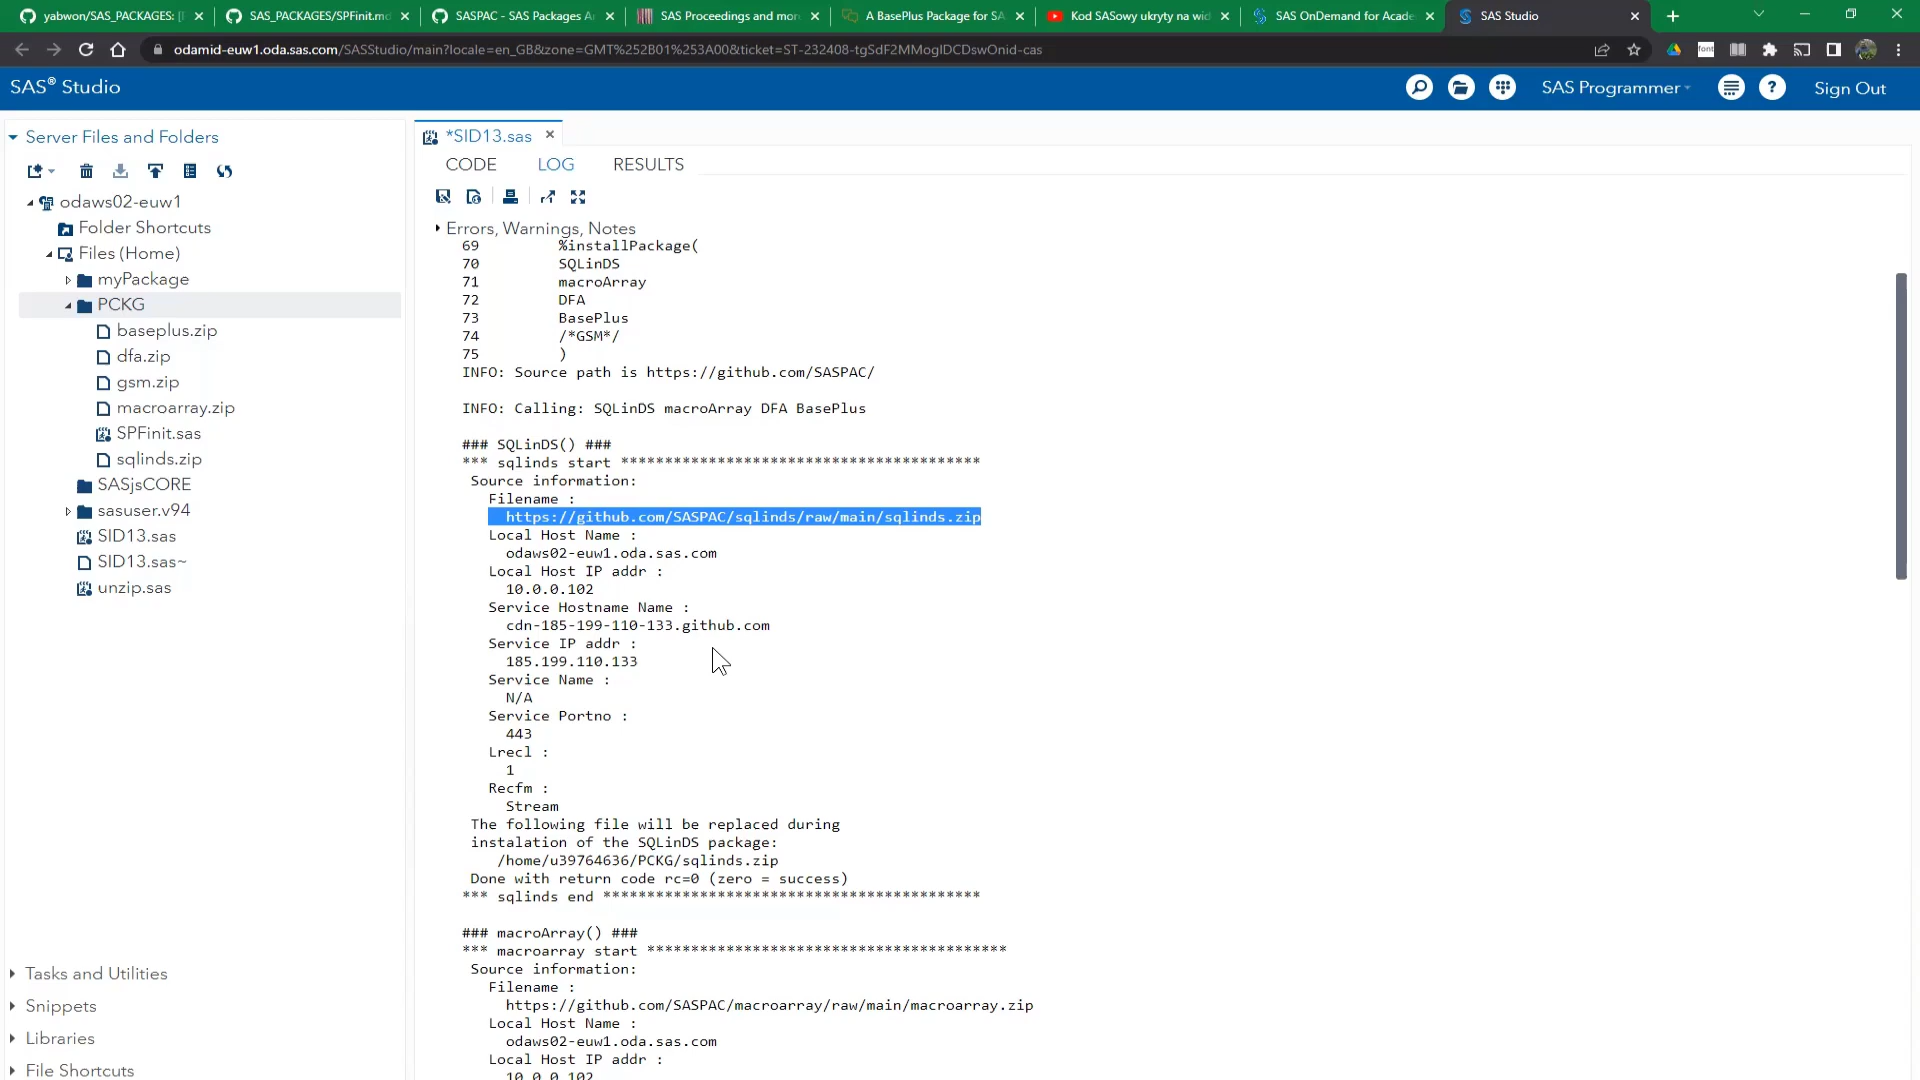 yabwon/SAS_PACKAGES: [
SAS_PACKAGES/SPFinit.md
SASPAC - SAS Packages A
SAS Proceedings and mor
A BasePlus Package for SA
Kod SASowy ukryty na wid
SAS OnDemand for Acade
SAS Studio
odamid-euw1.oda.sas.com/SASStudio/main?locale=en_GB&zone=GMT%252B01%253A00&ticket=ST-232408-tgSdF2MMogIDCDswOnid-cas
SAS® Studio
SAS Programmer
?
Sign Out
Server Files and Folders
odaws02-euw1
Folder Shortcuts
Files (Home)
myPackage
PCKG
baseplus.zip
dfa.zip
gsm.zip
macroarray.zip
SPFinit.sas
sqlinds.zip
SASjsCORE
sasuser.v94
SID13.sas
SID13.sas~
unzip.sas
Tasks and Utilities
Snippets
Libraries
File Shortcuts
*SID13.sas
CODE LOG RESULTS
Errors, Warnings, Notes
69 %installPackage(
70 SQLinDS
71 macroArray
72 DFA
73 BasePlus
74 /*GSM*/
75 )
INFO: Source path is https://github.com/SASPAC/
INFO: Calling: SQLinDS macroArray DFA BasePlus
### SQLinDS() ###
*** sqlinds start *****************************************
Source information:
Filename :
https://github.com/SASPAC/sqlinds/raw/main/sqlinds.zip
Local Host Name :
odaws02-euw1.oda.sas.com
Local Host IP addr :
10.0.0.102
Service Hostname Name :
cdn-185-199-110-133.github.com
Service IP addr :
185.199.110.133
Service Name :
N/A
Service Portno :
443
Lrecl :
1
Recfm :
Stream
The following file will be replaced during
instalation of the SQLinDS package:
/home/u39764636/PCKG/sqlinds.zip
Done with return code rc=0 (zero = success)
*** sqlinds end *******************************************
### macroArray() ###
*** macroarray start *****************************************
Source information:
Filename :
https://github.com/SASPAC/macroarray/raw/main/macroarray.zip
Local Host Name :
odaws02-euw1.oda.sas.com
Local Host IP addr :
10.0.0.102